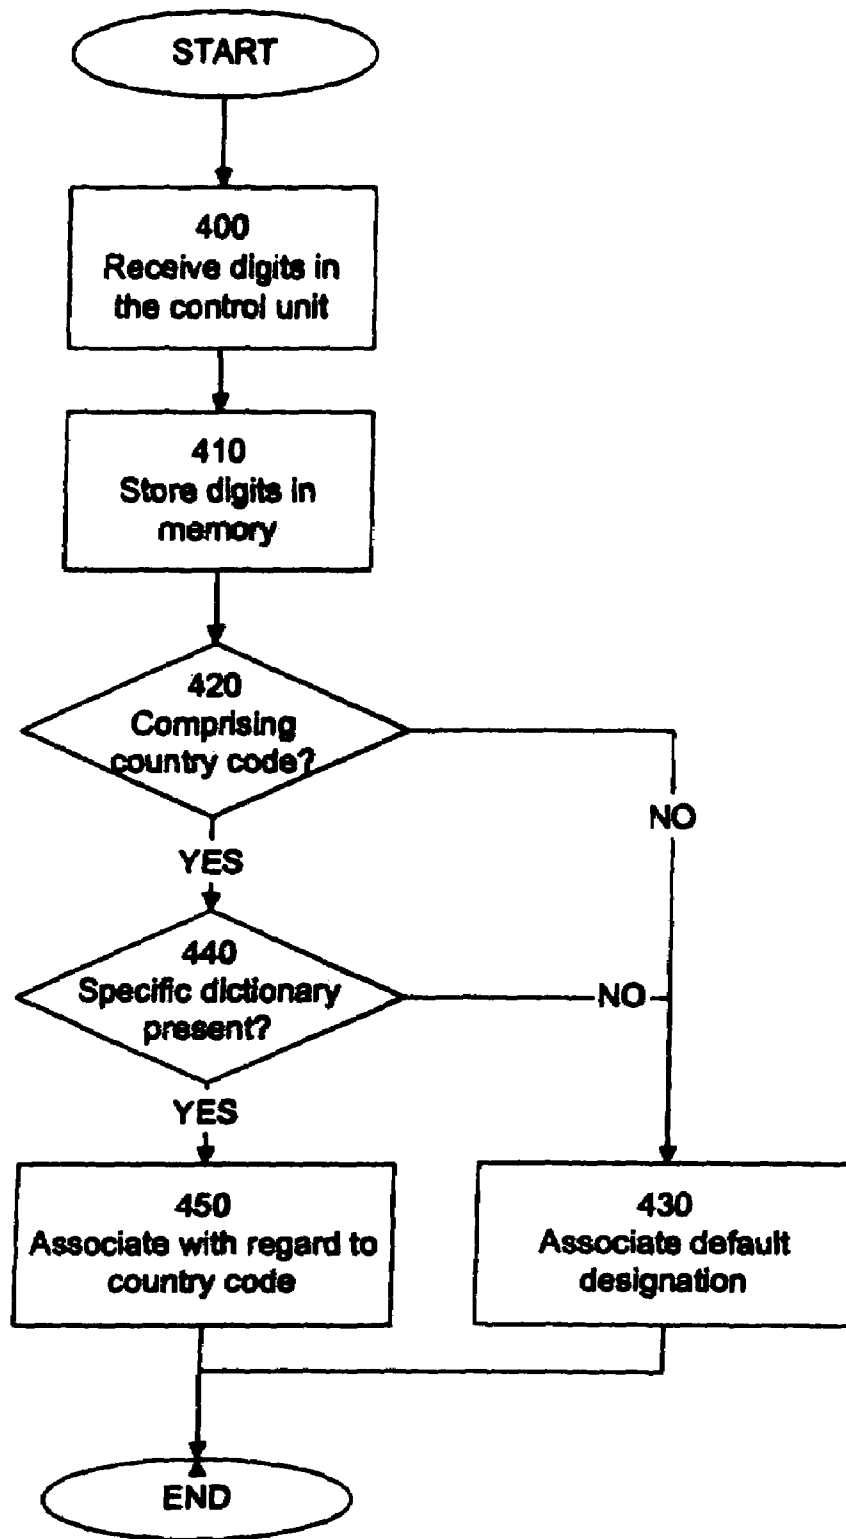 START
400
Receive digits in
the control unit
410
Store digits in
memory
420
Comprising
country code?
NO
YES
440
Specific dictionary
present?
NO
YES
450
Associate with regard to
country code
430
Associate default
designation
END